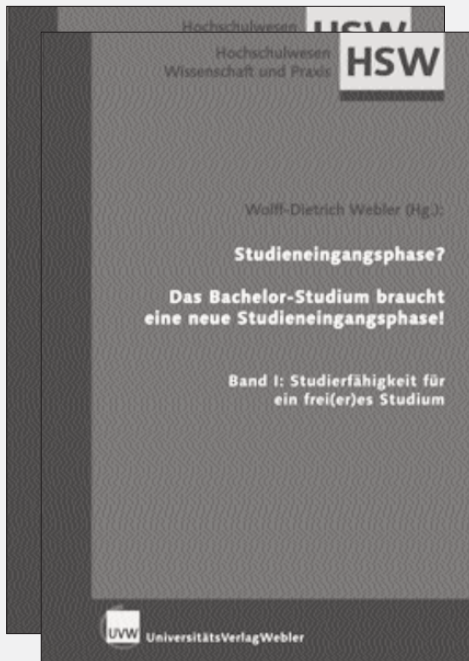 Hochschulwesen
HSW
Hochschulwesen
Wissenschaft und Praxis
HSW
Wolff-Dietrich Webler (Hg.):
Studieneingangsphase?
Das Bachelor-Studium braucht
eine neue Studieneingangsphase!
Band I: Studierfähigkeit für
ein frei(er)es Studium
UVW UniversitätsVerlagWebler